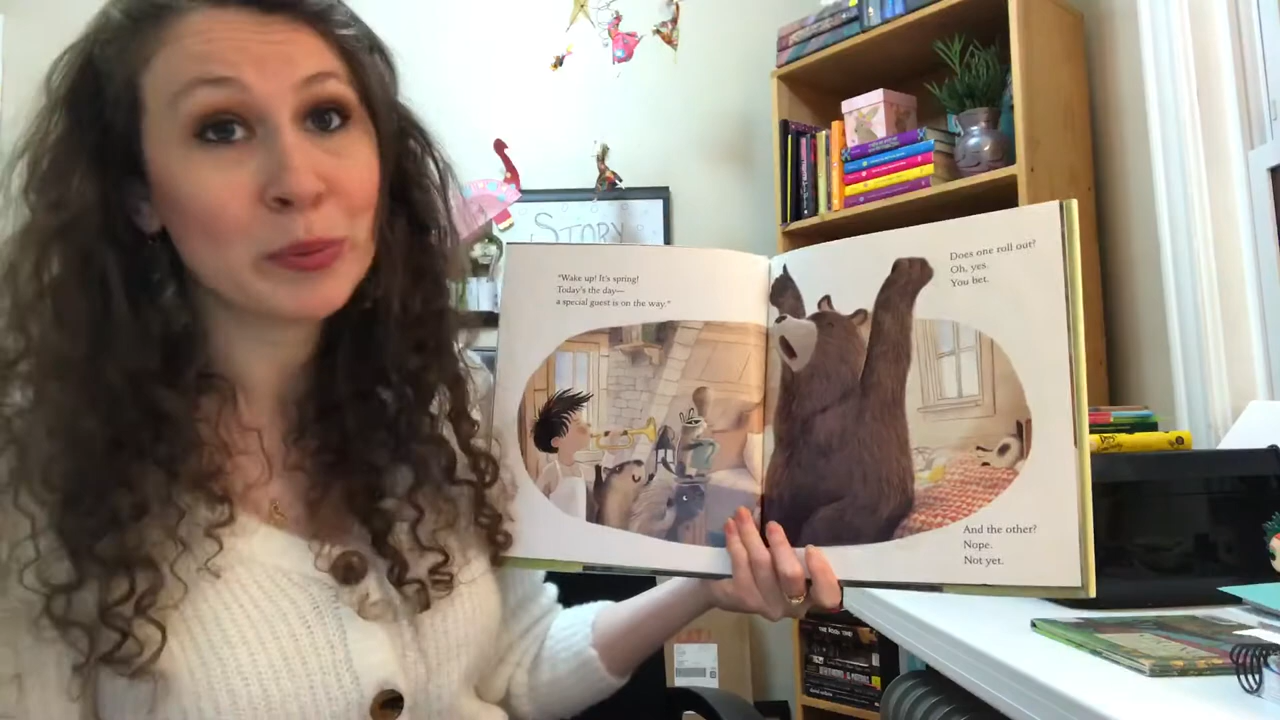 STORY
"Wake up! It's spring!
Today's the day—
a special guest is on the way."
Does one roll out?
Oh, yes.
You bet.
And the other?
Nope.
Not yet.